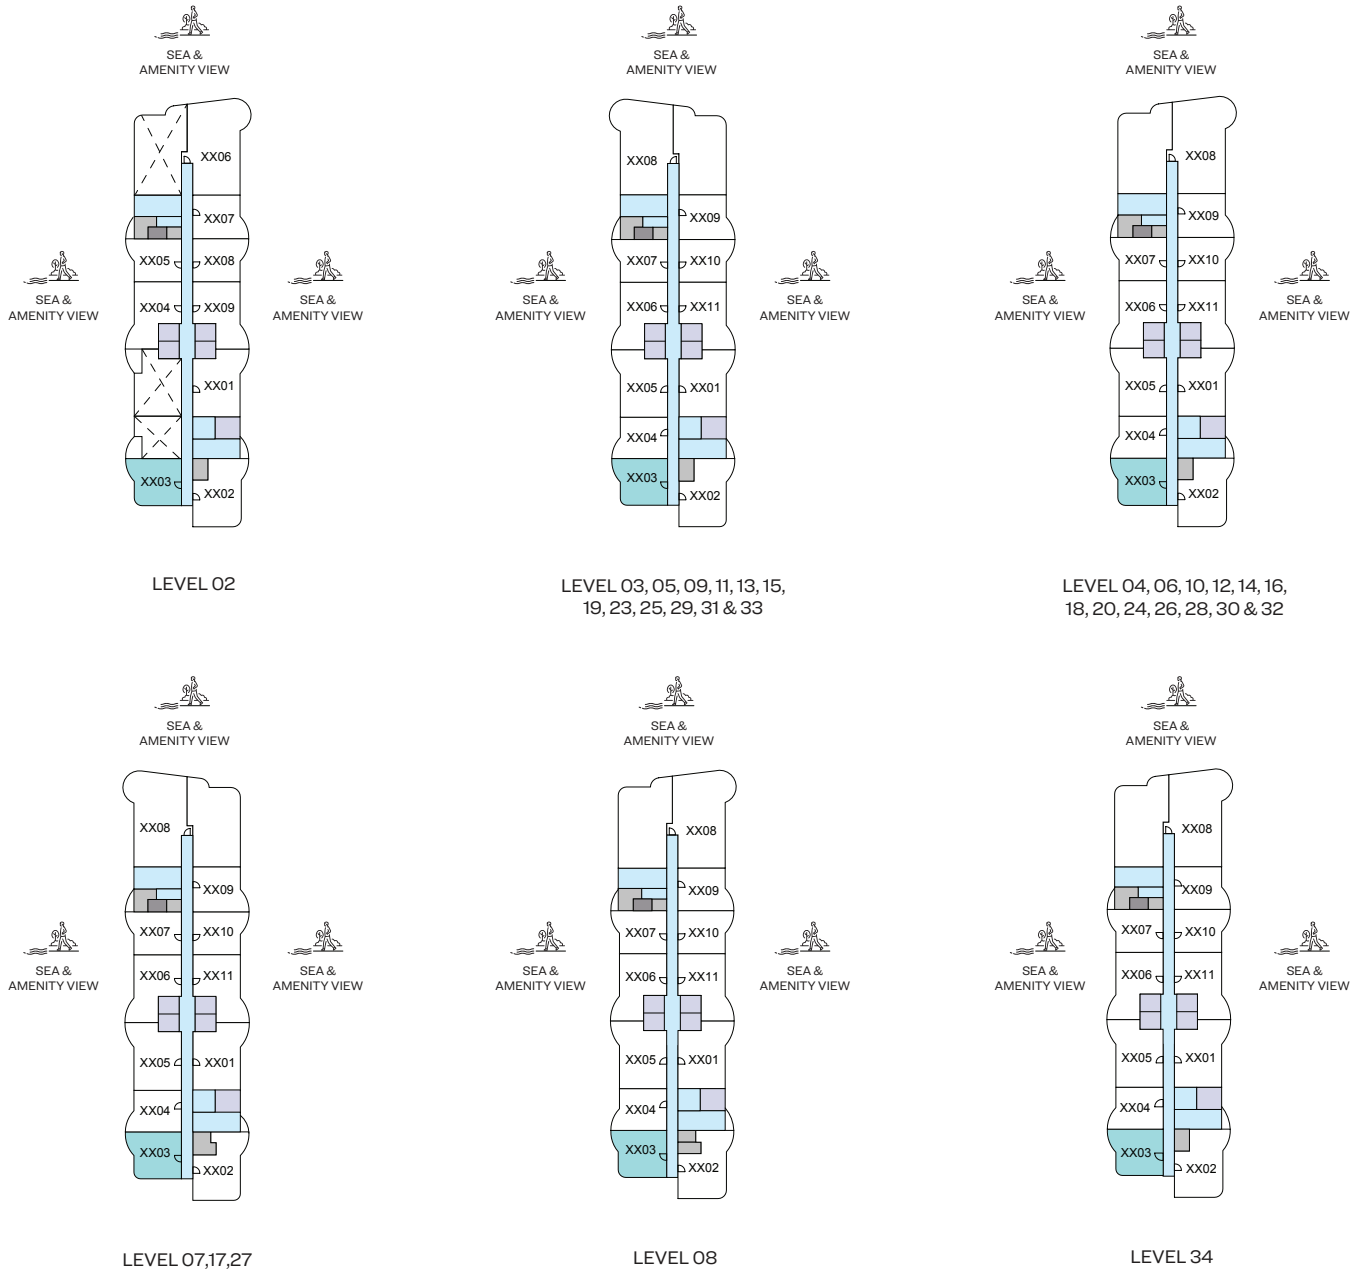 SEA &
AMENITY VIEW
SEA &
AMENITY VIEW
SEA &
AMENITY VIEW
XX06
XX07
XX05
XX08
XX04
XX09
XX01
XX03
XX02
SEA &
AMENITY VIEW
SEA &
AMENITY VIEW
LEVEL 02
XX08
XX09
XX07
XX10
XX06
XX11
XX05
XX01
XX04
XX03
XX02
SEA &
AMENITY VIEW
SEA &
AMENITY VIEW
LEVEL 03, 05, 09, 11, 13, 15,
19, 23, 25, 29, 31 & 33
XX08
XX09
XX07
XX10
XX06
XX11
XX05
XX01
XX04
XX03
XX02
SEA &
AMENITY VIEW
SEA &
AMENITY VIEW
LEVEL 04, 06, 10, 12, 14, 16,
18, 20, 24, 26, 28, 30 & 32
SEA &
AMENITY VIEW
SEA &
AMENITY VIEW
SEA &
AMENITY VIEW
XX08
XX09
XX07
XX10
XX06
XX11
XX05
XX01
XX04
XX03
XX02
SEA &
AMENITY VIEW
SEA &
AMENITY VIEW
LEVEL 07,17,27
XX08
XX09
XX07
XX10
XX06
XX11
XX05
XX01
XX04
XX03
XX02
SEA &
AMENITY VIEW
SEA &
AMENITY VIEW
LEVEL 08
XX08
XX09
XX07
XX10
XX06
XX11
XX05
XX01
XX04
XX03
XX02
SEA &
AMENITY VIEW
SEA &
AMENITY VIEW
LEVEL 34